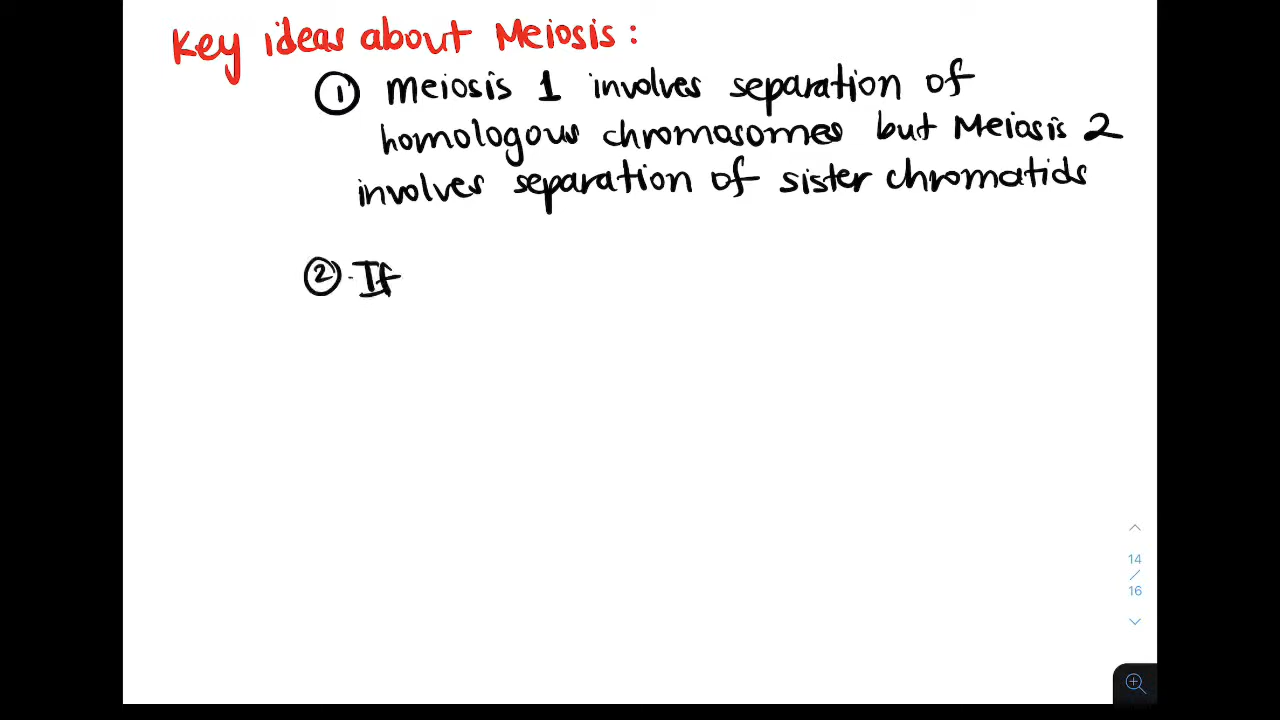 Key ideas about Meiosis:
① Meiosis 1 involves separation of
homologous chromosomes but Meiosis 2
involves separation of sister chromatids
② If
14
/
16